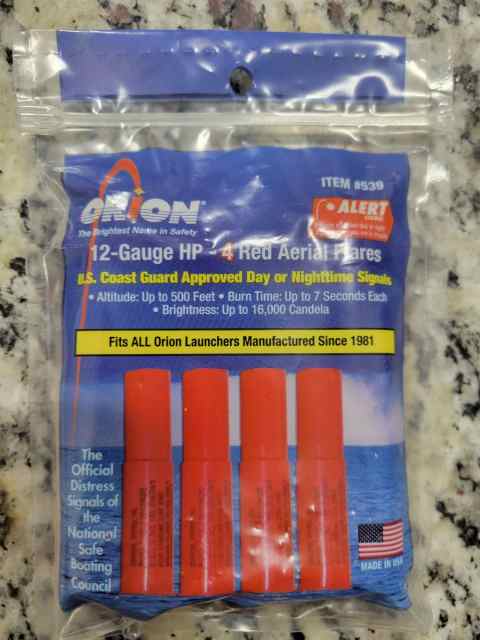 ITEM #539
ORION
The Brightest Name in Safety
ALERT
12-Gauge HP - 4 Red Aerial Flares
U.S. Coast Guard Approved Day or Nighttime Signals
• Altitude: Up to 500 Feet • Burn Time: Up to 7 Seconds Each
• Brightness: Up to 16,000 Candela
Fits ALL Orion Launchers Manufactured Since 1981
The
Official
Distress
Signals of
the
National
Safe
Boating
Council
MADE IN USA